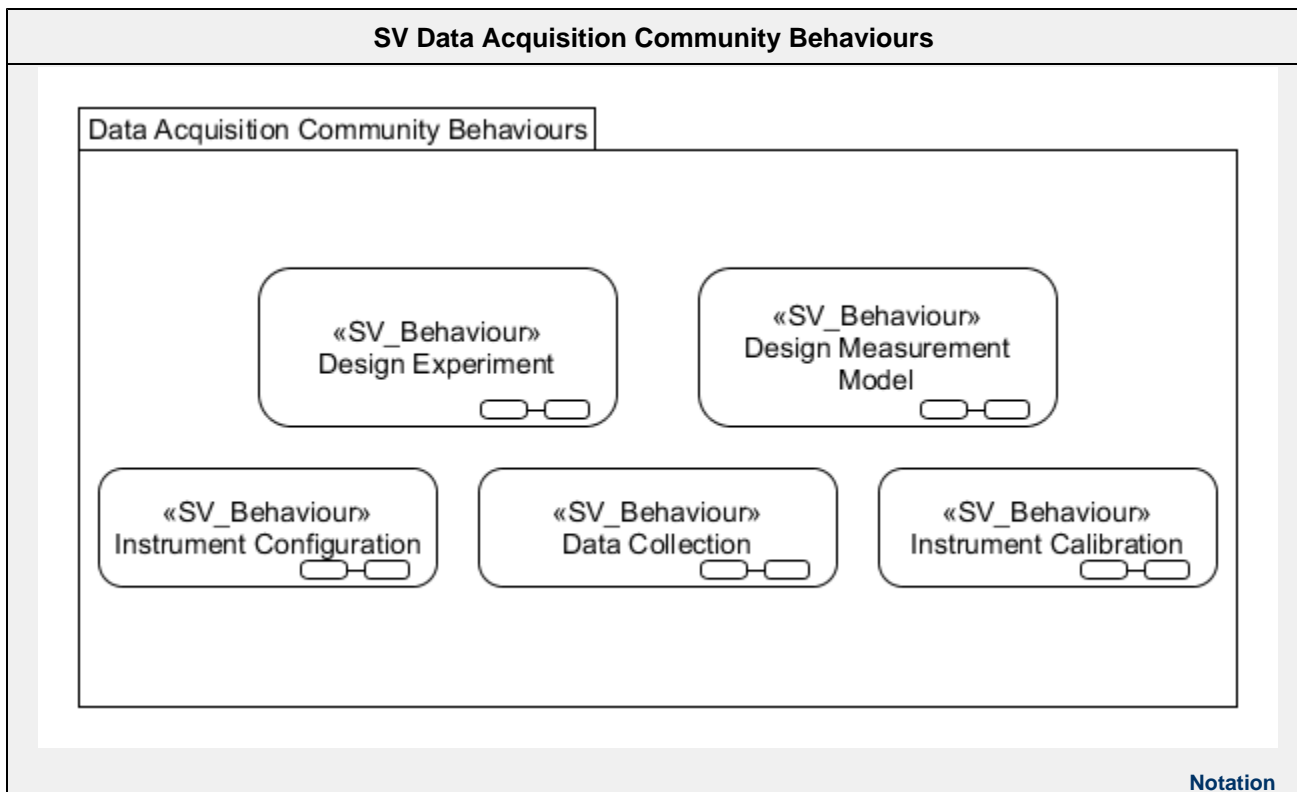 SV Data Acquisition Community Behaviours
Data Acquisition Community Behaviours
«SV_Behaviour»
Design Experiment
«SV_Behaviour»
Design Measurement
Model
«SV_Behaviour»
Instrument Configuration
«SV_Behaviour»
Data Collection
«SV_Behaviour»
Instrument Calibration
Notation